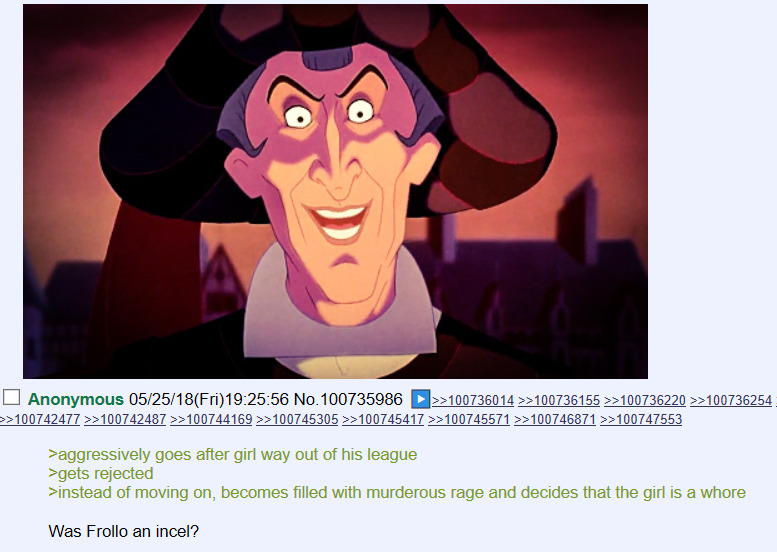 Anonymous 05/25/18(Fri)19:25:56 No.100735986 >>100736014 >>100736155 >>100736220 >>100736254
>>100742477 >>100742487 >>100744169 >>100745305 >>100745417 >>100745571 >>100746871 >>100747553
>aggressively goes after girl way out of his league
>gets rejected
>instead of moving on, becomes filled with murderous rage and decides that the girl is a whore
Was Frollo an incel?